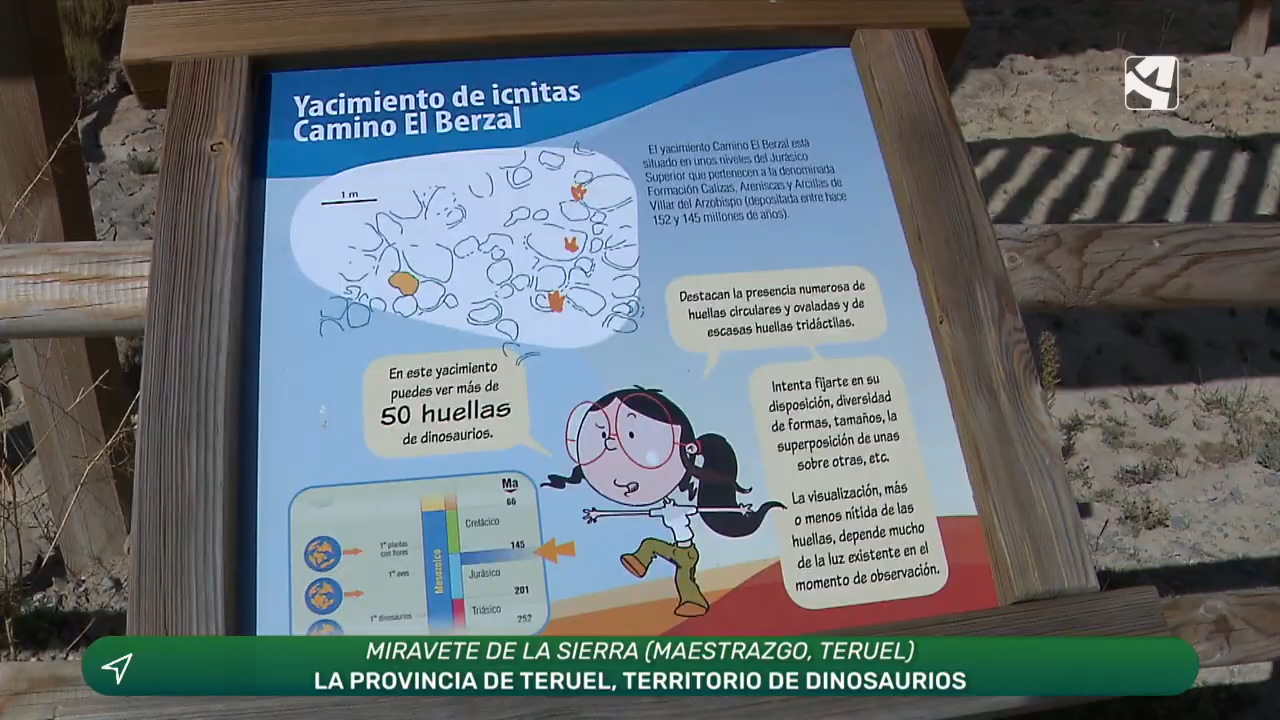 Yacimiento de icnitas
Camino El Berzal
1 m
El yacimiento Camino El Berzal está
situado en unos niveles del Jurásico
Superior que pertenecen a la denominada
Formación Calizas, Areniscas y Arcillas de
Villar del Arzobispo (depositada entre hace
152 y 145 millones de años).
Destacan la presencia numerosa de
huellas circulares y ovaladas y de
escasas huellas tridáctilas.
En este yacimiento
puedes ver más de
50 huellas
de dinosaurios.
Intenta fijarte en su
disposición, diversidad
de formas, tamaños, la
superposición de unas
sobre otras, etc.
La visualización, más
o menos nítida de las
huellas, depende mucho
de la luz existente en el
momento de observación.
Ma
66
Cretácico
1ᵃˢ plantas
con flores
145
Mesozoico
1ᵃˢ aves
Jurásico
201
1ᵒˢ dinosaurios
Triásico
252
MIRAVETE DE LA SIERRA (MAESTRAZGO, TERUEL)
LA PROVINCIA DE TERUEL, TERRITORIO DE DINOSAURIOS